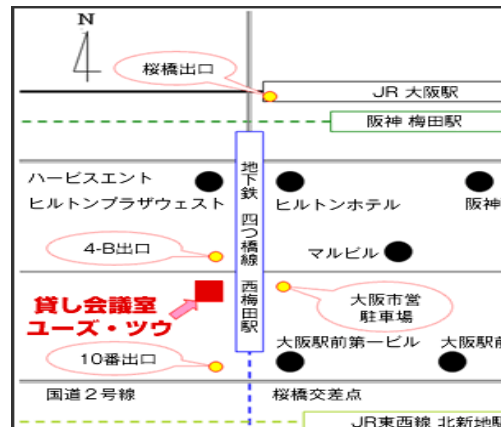 N
桜橋出口
JR 大阪駅
阪神 梅田駅
ハービスエント
ヒルトンプラザウェスト
地下鉄 四つ橋線 西梅田駅
ヒルトンホテル
阪神
4-B出口
マルビル
貸し会議室
ユーズ・ツウ
大阪市営
駐車場
10番出口
大阪駅前第一ビル
大阪駅前
国道2号線
桜橋交差点
JR東西線 北新地駅